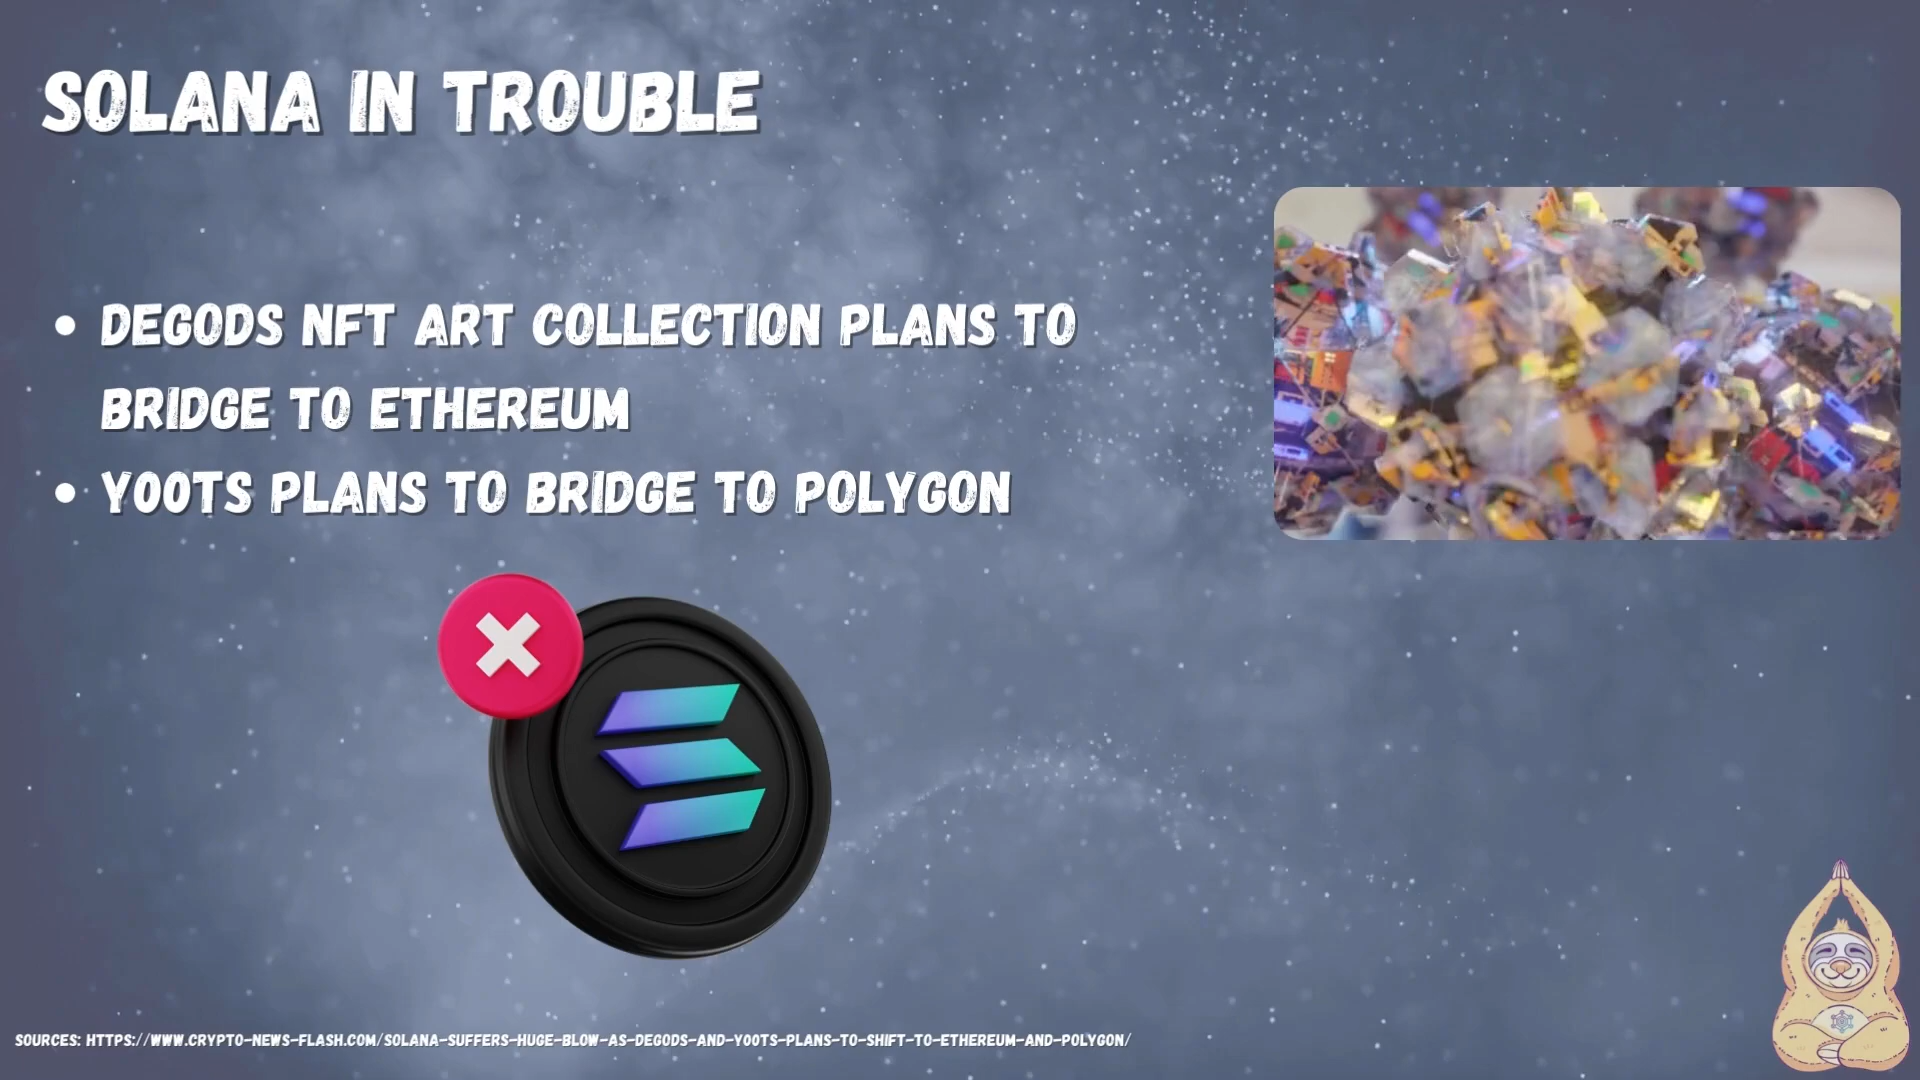 SOLANA IN TROUBLE
• DEGODS NFT ART COLLECTION PLANS TO
BRIDGE TO ETHEREUM
• Y00TS PLANS TO BRIDGE TO POLYGON
SOURCES: HTTPS://WWW.CRYPTO-NEWS-FLASH.COM/SOLANA-SUFFERS-HUGE-BLOW-AS-DEGODS-AND-Y00TS-PLANS-TO-SHIFT-TO-ETHEREUM-AND-POLYGON/